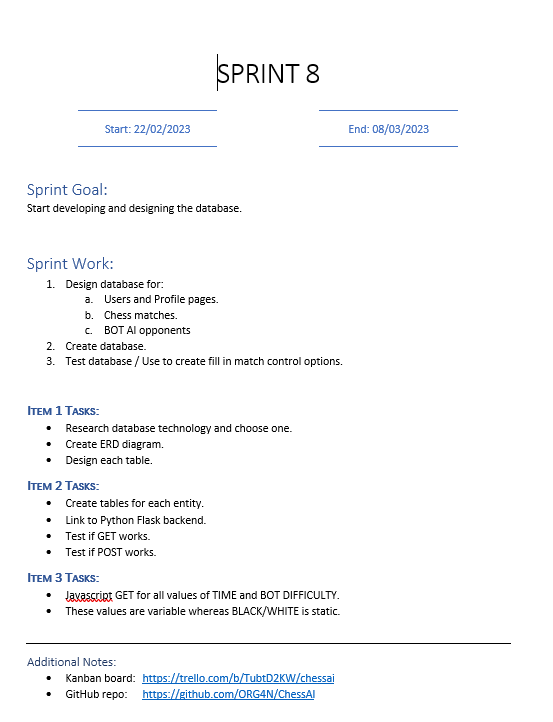 SPRINT 8
Start: 22/02/2023
End: 08/03/2023
Sprint Goal:
Start developing and designing the database.
Sprint Work:
1. Design database for:
a. Users and Profile pages.
b. Chess matches.
c. BOT AI opponents
2. Create database.
3. Test database / Use to create fill in match control options.
ITEM 1 TASKS:
• Research database technology and choose one.
• Create ERD diagram.
• Design each table.
ITEM 2 TASKS:
• Create tables for each entity.
• Link to Python Flask backend.
• Test if GET works.
• Test if POST works.
ITEM 3 TASKS:
• Javascript GET for all values of TIME and BOT DIFFICULTY.
• These values are variable whereas BLACK/WHITE is static.
Additional Notes:
• Kanban board: https://trello.com/b/TubtD2KW/chessai
• GitHub repo: https://github.com/ORG4N/ChessAI